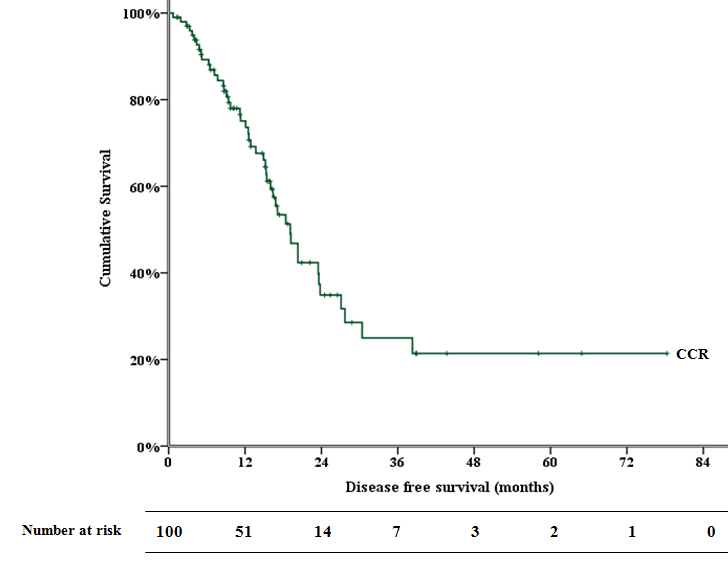 100%
80%
60%
40%
20%
0%
Cumulative Survival
CCR
0 12 24 36 48 60 72 84
Disease free survival (months)
Number at risk 100 51 14 7 3 2 1 0